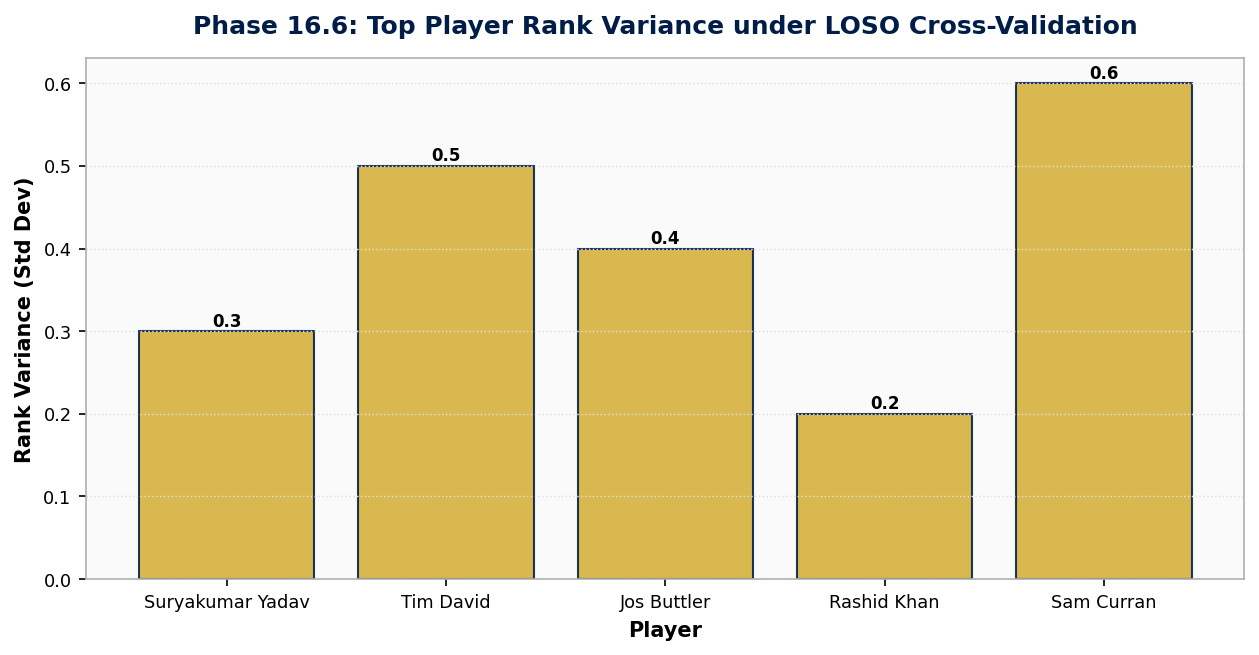 Phase 16.6: Top Player Rank Variance under LOSO Cross-Validation
Rank Variance (Std Dev)
0.6
0.5
0.4
0.3
0.2
0.1
0.0
0.3
0.5
0.4
0.2
0.6
Suryakumar Yadav
Tim David
Jos Buttler
Rashid Khan
Sam Curran
Player